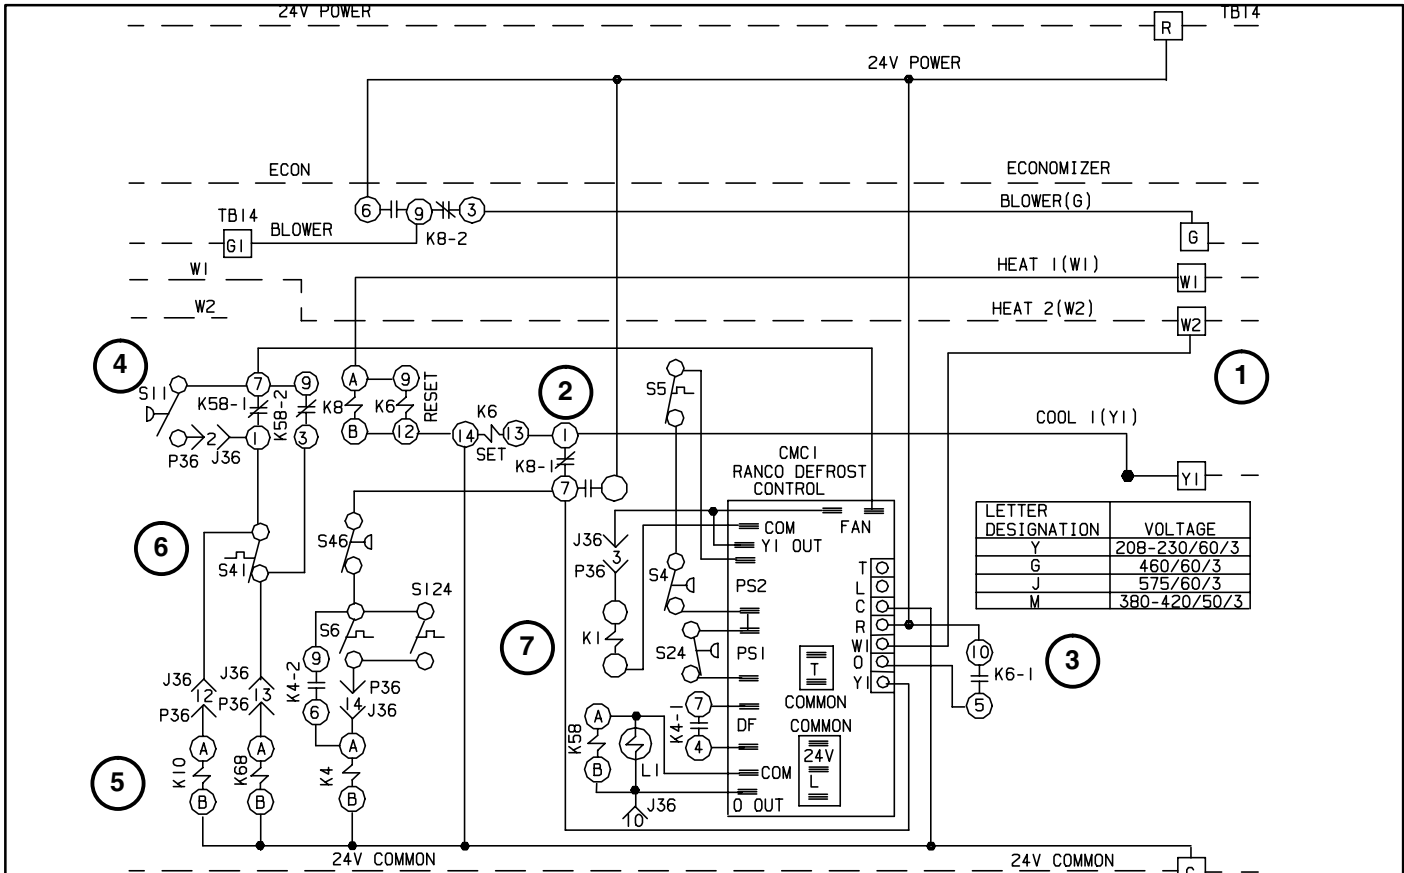 24V POWER
TB14
R
24V POWER
ECON
ECONOMIZER
BLOWER(G)
TB14
6 9 3
G1
BLOWER
K8-2
G
W1
HEAT 1(W1)
W1
W2
HEAT 2(W2)
W2
4
2
1
S11
7 9
A 9
K58-1
K58-2
K8 K6
RESET
S5
1 3
B 12
14 K6 13 1
SET
COOL 1(Y1)
2
P36 J36
K8-1
7
Y1
CMC1
RANCO DEFROST
CONTROL
LETTER
DESIGNATION VOLTAGE
Y 208-230/60/3
G 460/60/3
J 575/60/3
M 380-420/50/3
6
S41
S46
J36
3
P36
COM FAN
Y1 OUT
S4
PS2
T
L
C
R
W1
O
Y1
S124
S6
7
K1
S24
PS1
T
COMMON
10
K6-1
5
3
J36
12
P36
J36
13
P36
9
K4-2
6
P36
14
J36
7
K4-1
4
DF
COMMON
24V
L
5
A
K10
B
A
K68
B
A
K4
B
A
K58
B
L1
COM
O OUT
J36
10
24V COMMON
24V COMMON
C